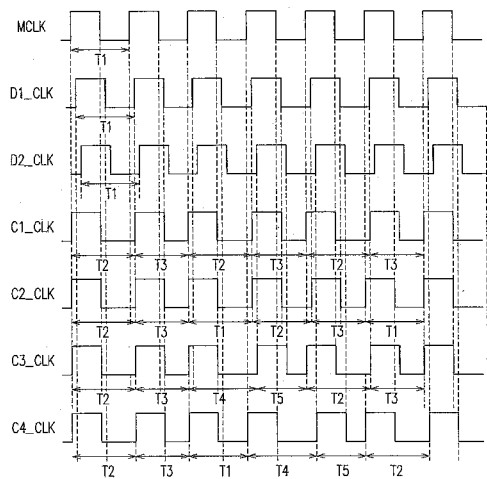 MCLK
T1
D1_CLK
T1
D2_CLK
T1
C1_CLK
T2 T3 T2 T3 T2 T3
C2_CLK
T2 T3 T1 T2 T3 T1
C3_CLK
T2 T3 T4 T5 T2 T3
C4_CLK
T2 T3 T1 T4 T5 T2